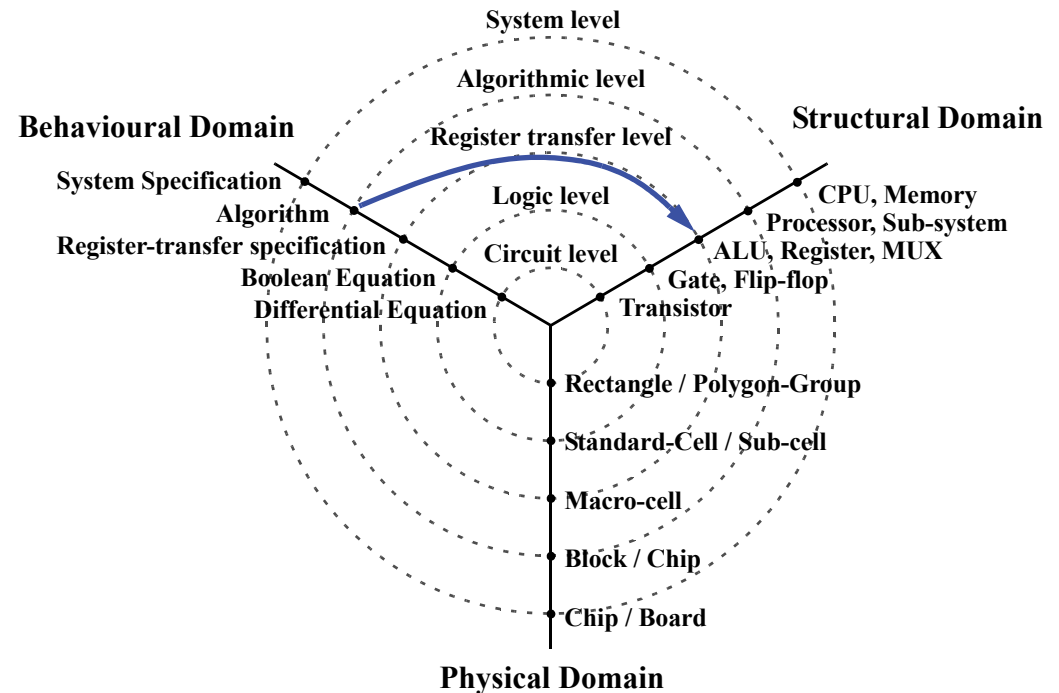 System level
Algorithmic level
Behavioural Domain
Structural Domain
Register transfer level
System Specification
CPU, Memory
Logic level
Algorithm
Processor, Sub-system
Register-transfer specification
ALU, Register, MUX
Circuit level
Boolean Equation
Gate, Flip-flop
Differential Equation
Transistor
Rectangle / Polygon-Group
Standard-Cell / Sub-cell
Macro-cell
Block / Chip
Chip / Board
Physical Domain